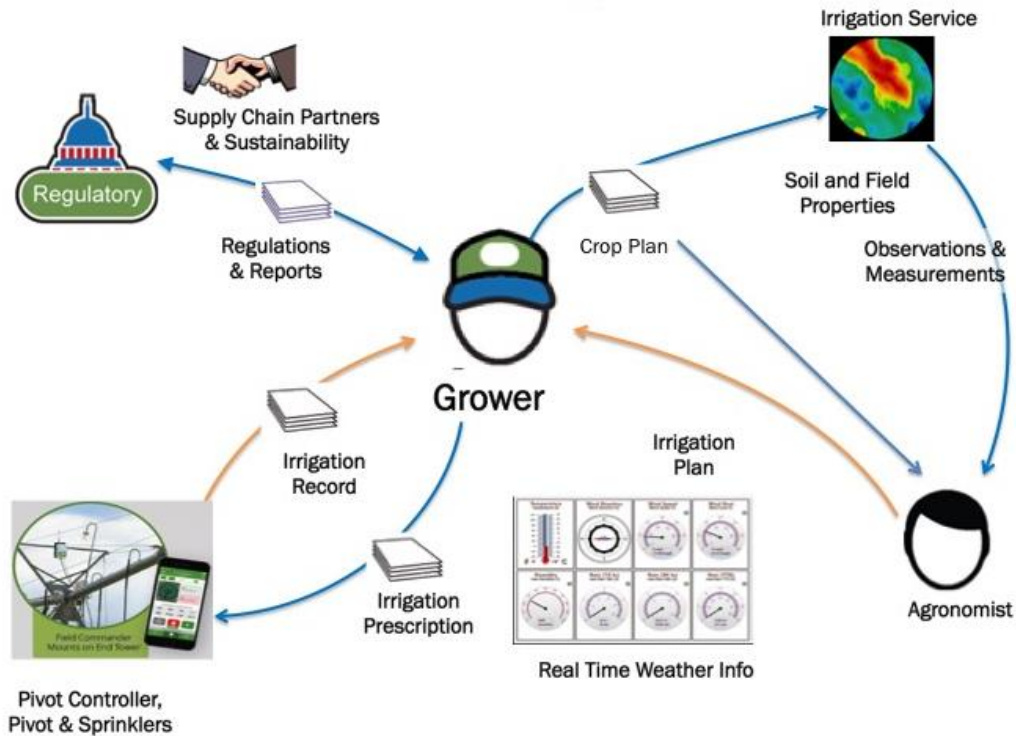 Irrigation Service
Supply Chain Partners
& Sustainability
Regulatory
Soil and Field
Properties
Regulations
& Reports
Crop Plan
Observations &
Measurements
Grower
Irrigation
Record
Irrigation
Plan
Field Commander
Mounts on End Tower
Irrigation
Prescription
Agronomist
Real Time Weather Info
Pivot Controller,
Pivot & Sprinklers